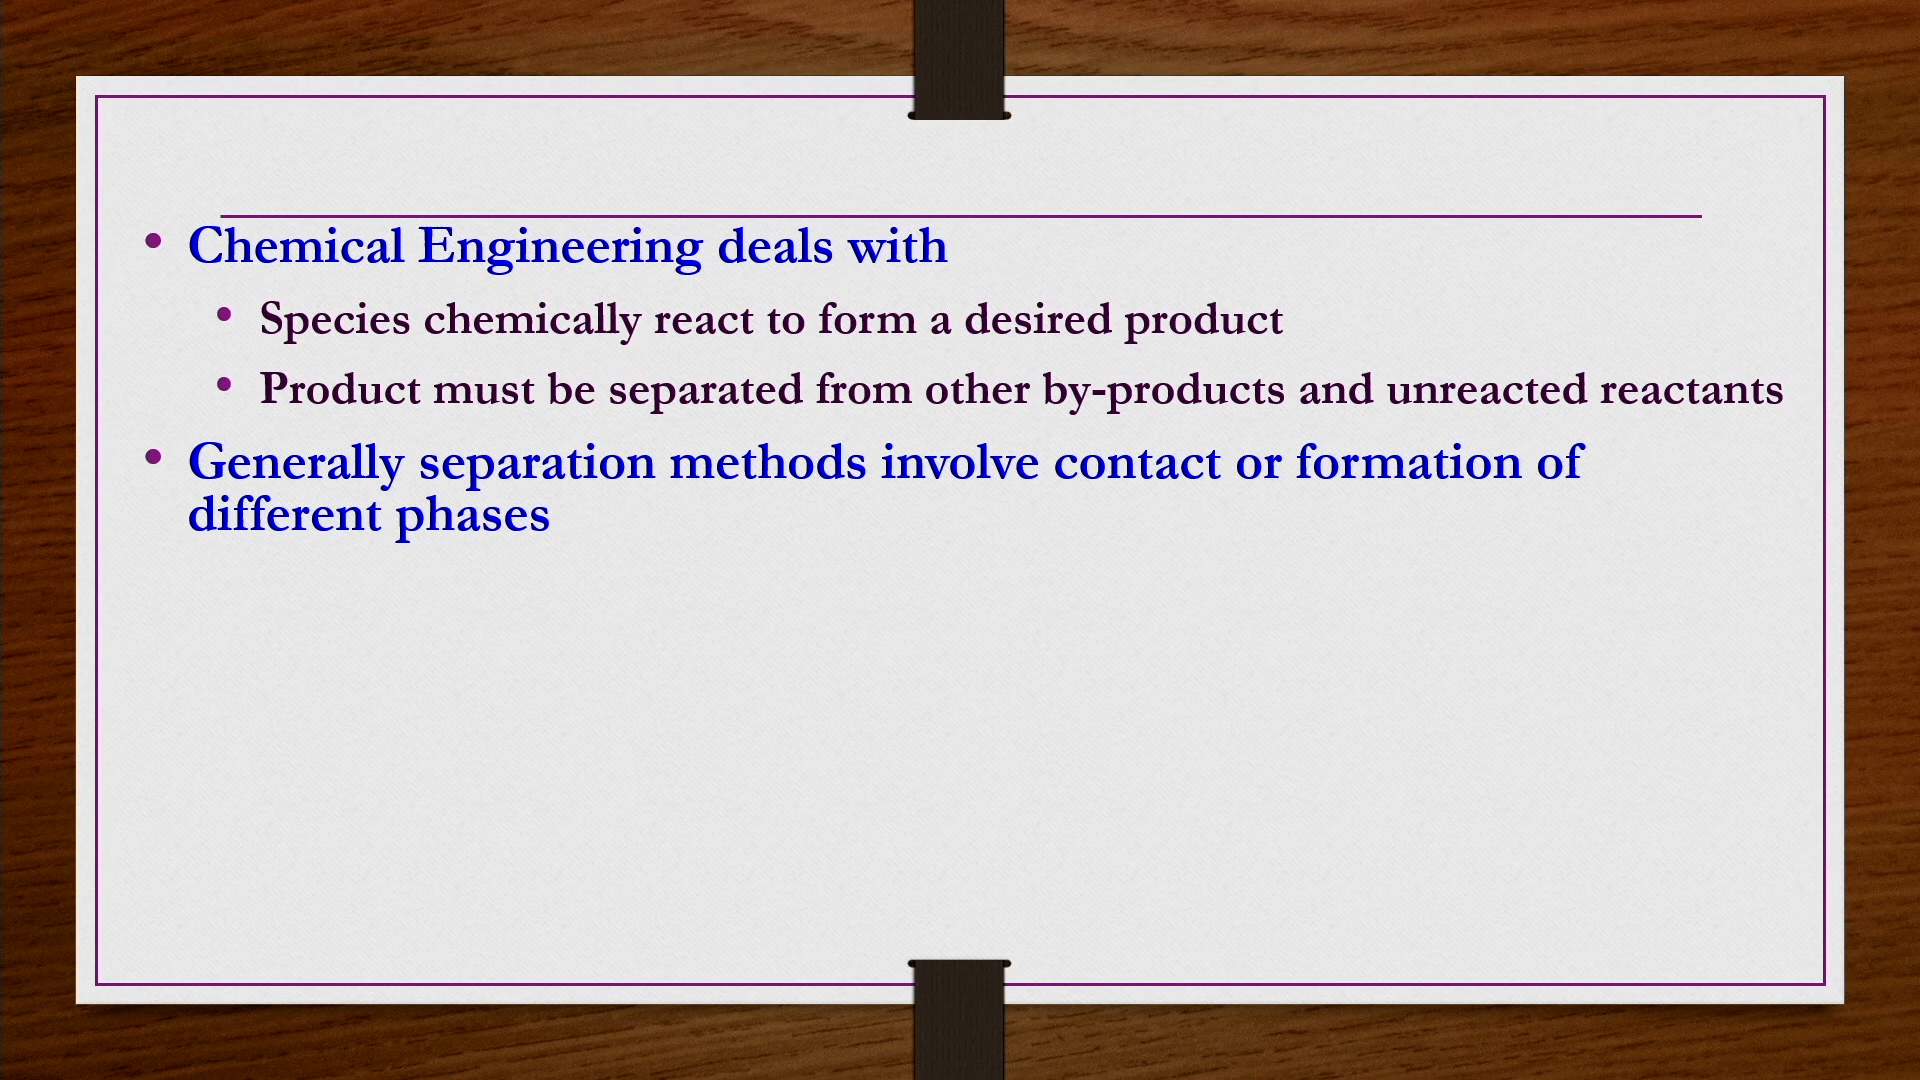 • Chemical Engineering deals with
• Species chemically react to form a desired product
• Product must be separated from other by-products and unreacted reactants
• Generally separation methods involve contact or formation of
different phases